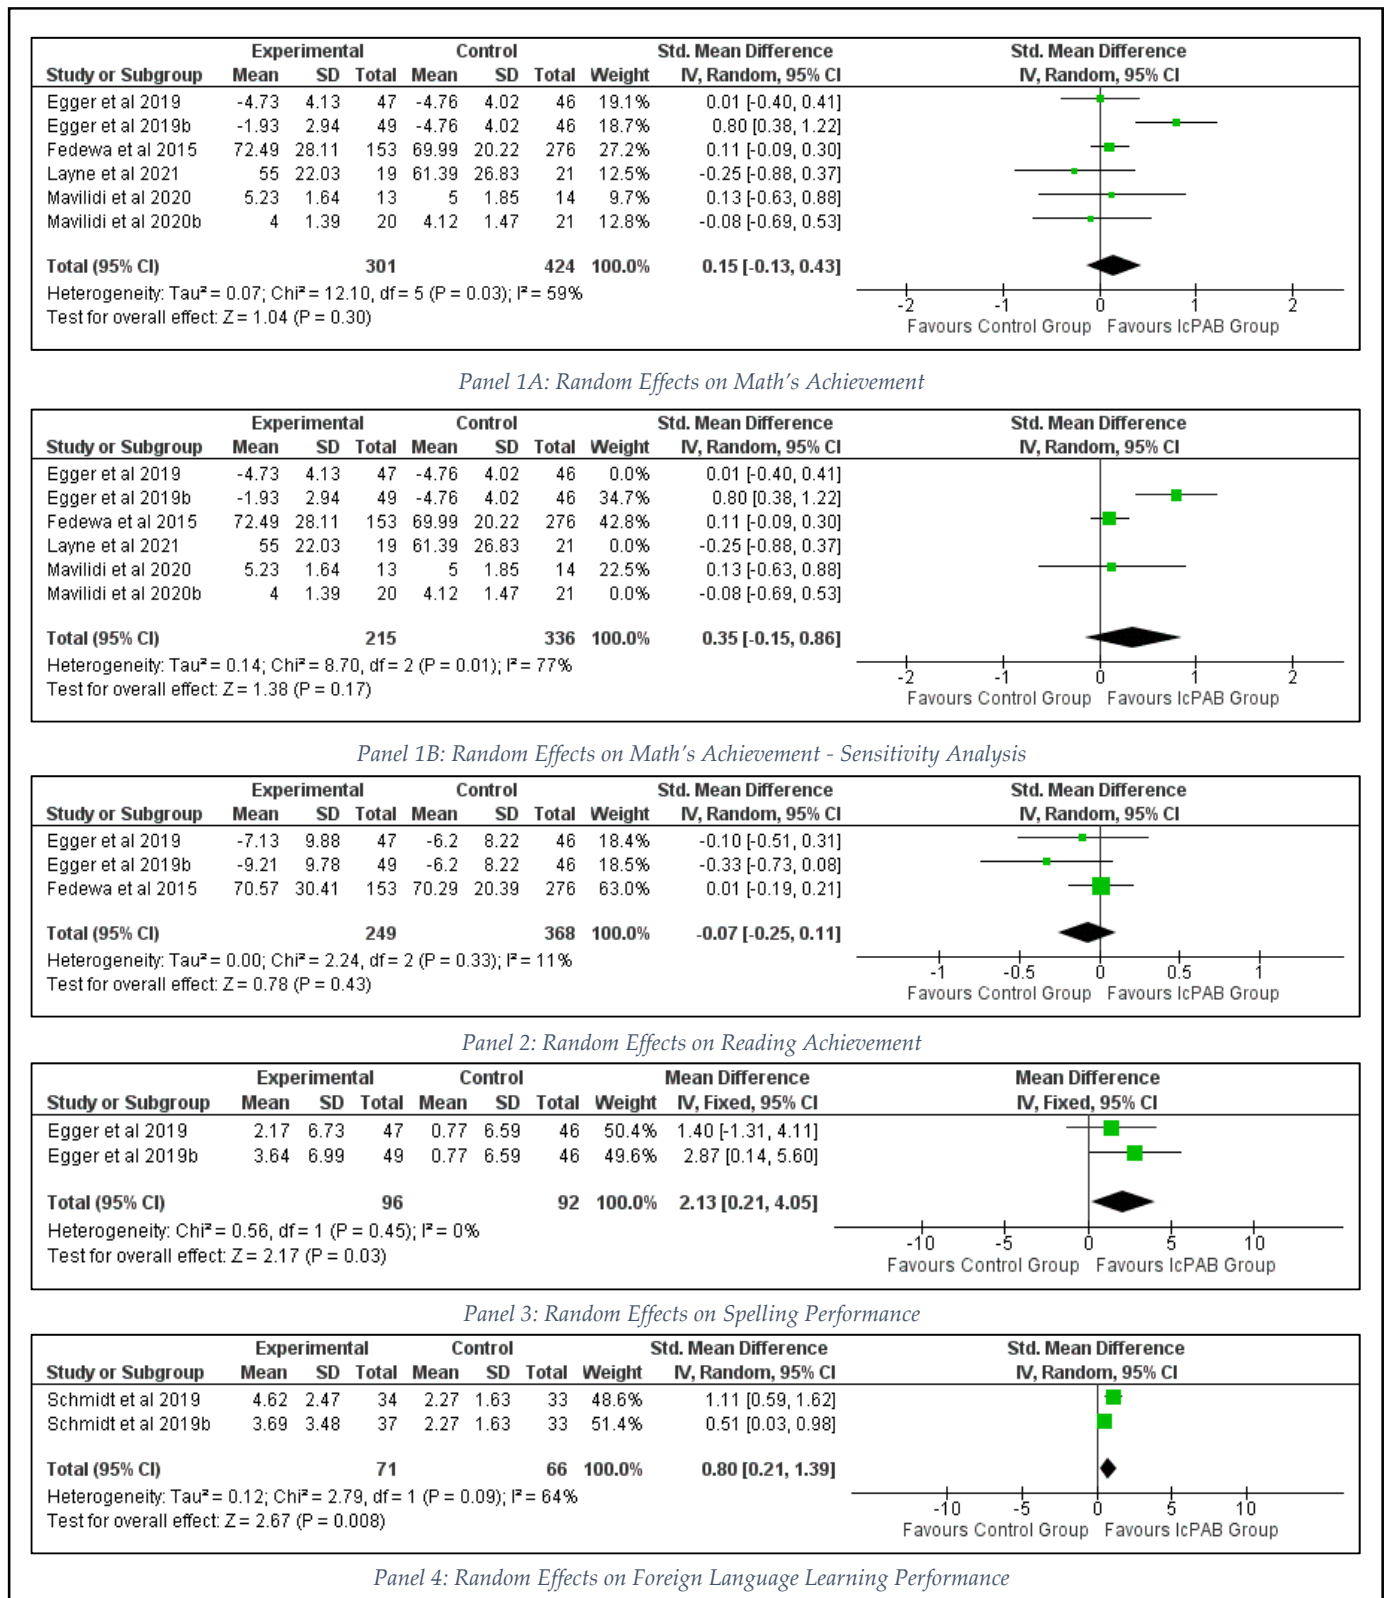 Experimental Control Std. Mean Difference Std. Mean Difference
Study or Subgroup Mean SD Total Mean SD Total Weight IV, Random, 95% CI IV, Random, 95% CI
Egger et al 2019 -4.73 4.13 47 -4.76 4.02 46 19.1% 0.01 [-0.40, 0.41]
Egger et al 2019b -1.93 2.94 49 -4.76 4.02 46 18.7% 0.80 [0.38, 1.22]
Fedewa et al 2015 72.49 28.11 153 69.99 20.22 276 27.2% 0.11 [-0.09, 0.30]
Layne et al 2021 55 22.03 19 61.39 26.83 21 12.5% -0.25 [-0.88, 0.37]
Mavilidi et al 2020 5.23 1.64 13 5 1.85 14 9.7% 0.13 [-0.63, 0.88]
Mavilidi et al 2020b 4 1.39 20 4.12 1.47 21 12.8% -0.08 [-0.69, 0.53]
Total (95% CI) 301 424 100.0% 0.15 [-0.13, 0.43]
Heterogeneity: Tau² = 0.07; Chi² = 12.10, df = 5 (P = 0.03); I² = 59%
Test for overall effect: Z = 1.04 (P = 0.30)
-2 -1 0 1 2
Favours Control Group Favours IcPAB Group
Panel 1A: Random Effects on Math's Achievement
Experimental Control Std. Mean Difference Std. Mean Difference
Study or Subgroup Mean SD Total Mean SD Total Weight IV, Random, 95% CI IV, Random, 95% CI
Egger et al 2019 -4.73 4.13 47 -4.76 4.02 46 0.0% 0.01 [-0.40, 0.41]
Egger et al 2019b -1.93 2.94 49 -4.76 4.02 46 34.7% 0.80 [0.38, 1.22]
Fedewa et al 2015 72.49 28.11 153 69.99 20.22 276 42.8% 0.11 [-0.09, 0.30]
Layne et al 2021 55 22.03 19 61.39 26.83 21 0.0% -0.25 [-0.88, 0.37]
Mavilidi et al 2020 5.23 1.64 13 5 1.85 14 22.5% 0.13 [-0.63, 0.88]
Mavilidi et al 2020b 4 1.39 20 4.12 1.47 21 0.0% -0.08 [-0.69, 0.53]
Total (95% CI) 215 336 100.0% 0.35 [-0.15, 0.86]
Heterogeneity: Tau² = 0.14; Chi² = 8.70, df = 2 (P = 0.01); I² = 77%
Test for overall effect: Z = 1.38 (P = 0.17)
-2 -1 0 1 2
Favours Control Group Favours IcPAB Group
Panel 1B: Random Effects on Math's Achievement - Sensitivity Analysis
Experimental Control Std. Mean Difference Std. Mean Difference
Study or Subgroup Mean SD Total Mean SD Total Weight IV, Random, 95% CI IV, Random, 95% CI
Egger et al 2019 -7.13 9.88 47 -6.2 8.22 46 18.4% -0.10 [-0.51, 0.31]
Egger et al 2019b -9.21 9.78 49 -6.2 8.22 46 18.5% -0.33 [-0.73, 0.08]
Fedewa et al 2015 70.57 30.41 153 70.29 20.39 276 63.0% 0.01 [-0.19, 0.21]
Total (95% CI) 249 368 100.0% -0.07 [-0.25, 0.11]
Heterogeneity: Tau² = 0.00; Chi² = 2.24, df = 2 (P = 0.33); I² = 11%
Test for overall effect: Z = 0.78 (P = 0.43)
-1 -0.5 0 0.5 1
Favours Control Group Favours IcPAB Group
Panel 2: Random Effects on Reading Achievement
Experimental Control Mean Difference Mean Difference
Study or Subgroup Mean SD Total Mean SD Total Weight IV, Fixed, 95% CI IV, Fixed, 95% CI
Egger et al 2019 2.17 6.73 47 0.77 6.59 46 50.4% 1.40 [-1.31, 4.11]
Egger et al 2019b 3.64 6.99 49 0.77 6.59 46 49.6% 2.87 [0.14, 5.60]
Total (95% CI) 96 92 100.0% 2.13 [0.21, 4.05]
Heterogeneity: Chi² = 0.56, df = 1 (P = 0.45); I² = 0%
Test for overall effect: Z = 2.17 (P = 0.03)
-10 -5 0 5 10
Favours Control Group Favours IcPAB Group
Panel 3: Random Effects on Spelling Performance
Experimental Control Std. Mean Difference Std. Mean Difference
Study or Subgroup Mean SD Total Mean SD Total Weight IV, Random, 95% CI IV, Random, 95% CI
Schmidt et al 2019 4.62 2.47 34 2.27 1.63 33 48.6% 1.11 [0.59, 1.62]
Schmidt et al 2019b 3.69 3.48 37 2.27 1.63 33 51.4% 0.51 [0.03, 0.98]
Total (95% CI) 71 66 100.0% 0.80 [0.21, 1.39]
Heterogeneity: Tau² = 0.12; Chi² = 2.79, df = 1 (P = 0.09); I² = 64%
Test for overall effect: Z = 2.67 (P = 0.008)
-10 -5 0 5 10
Favours Control Group Favours IcPAB Group
Panel 4: Random Effects on Foreign Language Learning Performance